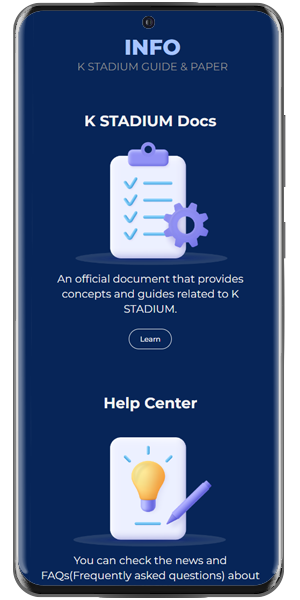 INFO
K STADIUM GUIDE & PAPER
K STADIUM Docs
An official document that provides
concepts and guides related to K
STADIUM.
Learn
Help Center
You can check the news and
FAQs(Frequently asked questions) about